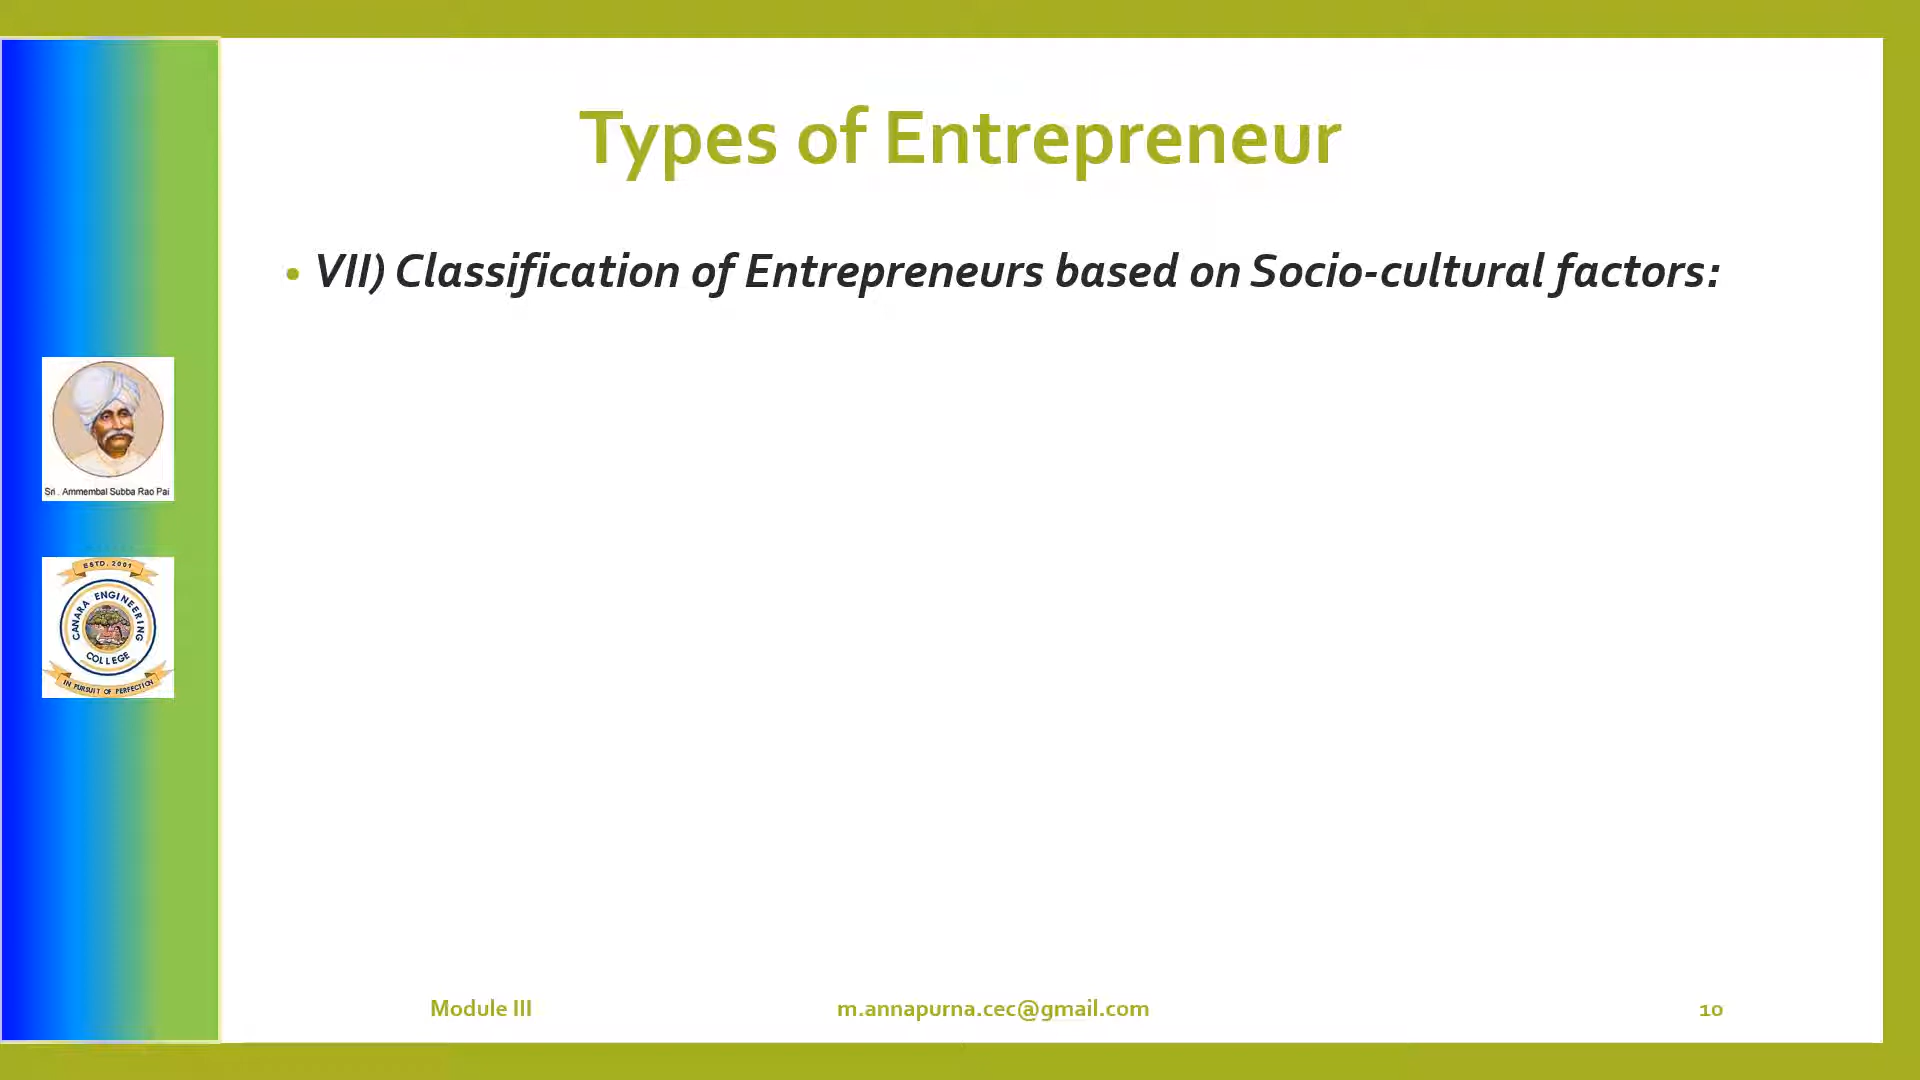 Types of Entrepreneur
• VII) Classification of Entrepreneurs based on Socio-cultural factors:
Sri . Ammembal Subba Rao Pai
ESTD. 2001
CANARA ENGINEERING
COLLEGE
IN PURSUIT OF PERFECTION
Module III
m.annapurna.cec@gmail.com
10